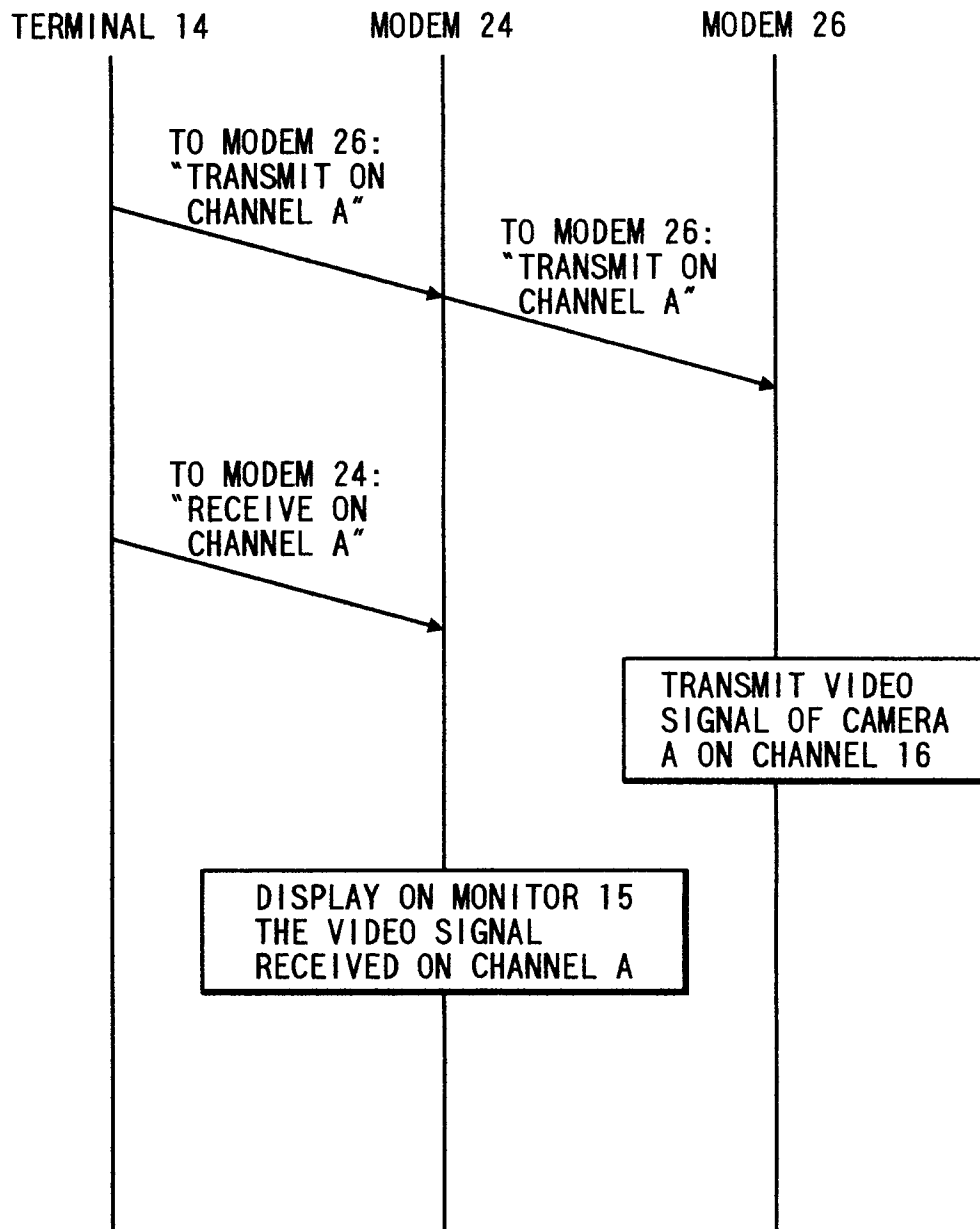 TERMINAL 14 MODEM 24 MODEM 26
TO MODEM 26:
"TRANSMIT ON
CHANNEL A"
TO MODEM 26:
"TRANSMIT ON
CHANNEL A"
TO MODEM 24:
"RECEIVE ON
CHANNEL A"
TRANSMIT VIDEO
SIGNAL OF CAMERA
A ON CHANNEL 16
DISPLAY ON MONITOR 15
THE VIDEO SIGNAL
RECEIVED ON CHANNEL A